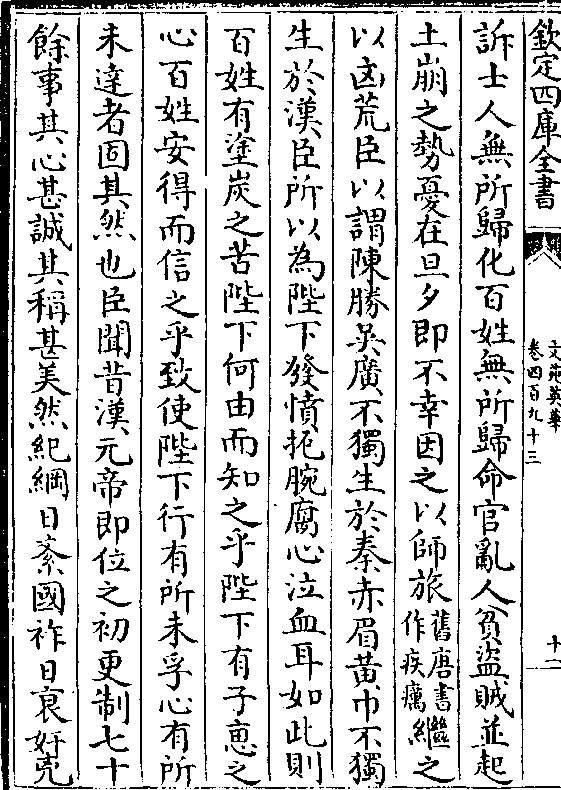 欽定四庫全書
文苑英華
卷四百九十三
十二
訴士人無所歸化百姓無所歸命官亂人貧盜賊並起
土崩之勢憂在旦夕即不幸因之以師旅舊唐書作疾癘繼之
以凶荒臣以謂陳勝吳廣不獨生於秦赤眉黃巾不獨
生於漢臣所以為陛下發憤扼腕腐心泣血耳如此則
百姓有塗炭之苦陛下何由而知之乎陛下有子惠之
心百姓安得而信之乎致使陛下行有所未孚心有所
未達者固其然也臣聞昔漢元帝即位之初更制七十
餘事其心甚誠其稱甚美然紀綱日紊國祚日衰奸兇